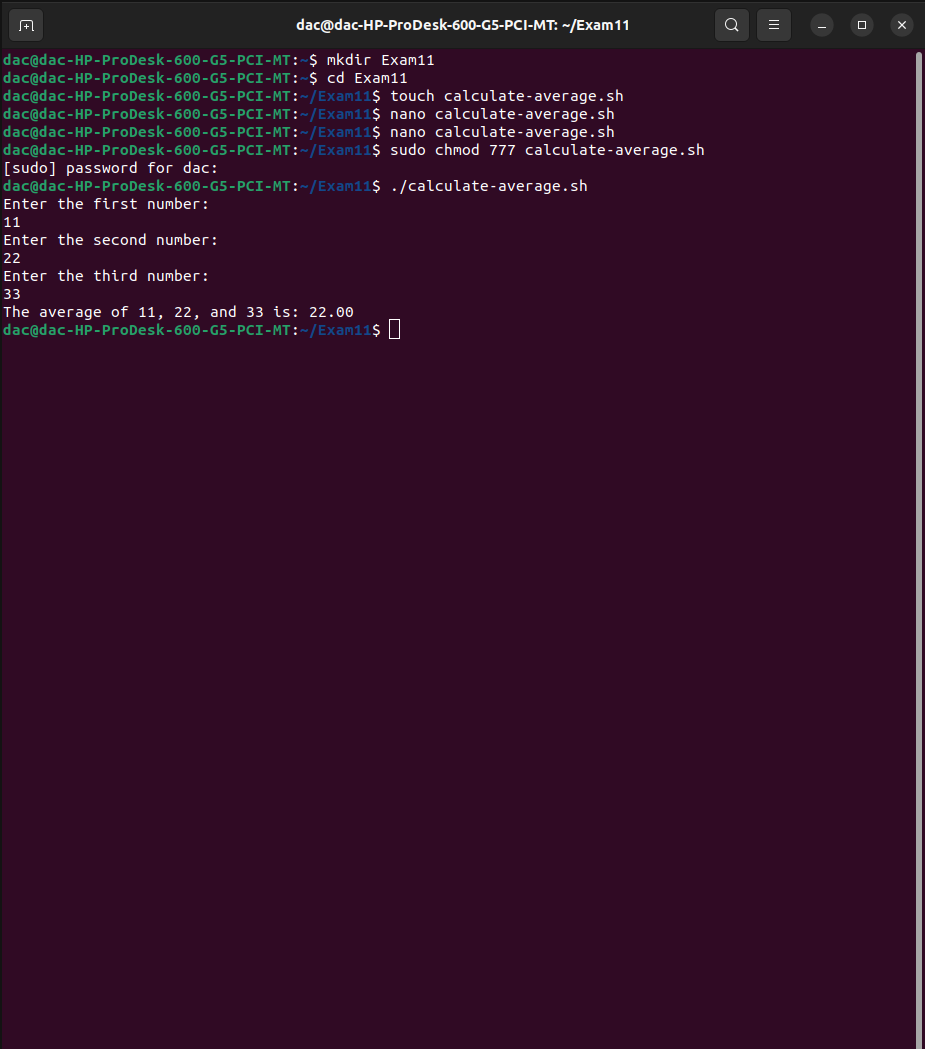 dac@dac-HP-ProDesk-600-G5-PCI-MT: ~/Exam11
dac@dac-HP-ProDesk-600-G5-PCI-MT:~$ mkdir Exam11
dac@dac-HP-ProDesk-600-G5-PCI-MT:~$ cd Exam11
dac@dac-HP-ProDesk-600-G5-PCI-MT:~/Exam11$ touch calculate-average.sh
dac@dac-HP-ProDesk-600-G5-PCI-MT:~/Exam11$ nano calculate-average.sh
dac@dac-HP-ProDesk-600-G5-PCI-MT:~/Exam11$ nano calculate-average.sh
dac@dac-HP-ProDesk-600-G5-PCI-MT:~/Exam11$ sudo chmod 777 calculate-average.sh
[sudo] password for dac:
dac@dac-HP-ProDesk-600-G5-PCI-MT:~/Exam11$ ./calculate-average.sh
Enter the first number:
11
Enter the second number:
22
Enter the third number:
33
The average of 11, 22, and 33 is: 22.00
dac@dac-HP-ProDesk-600-G5-PCI-MT:~/Exam11$